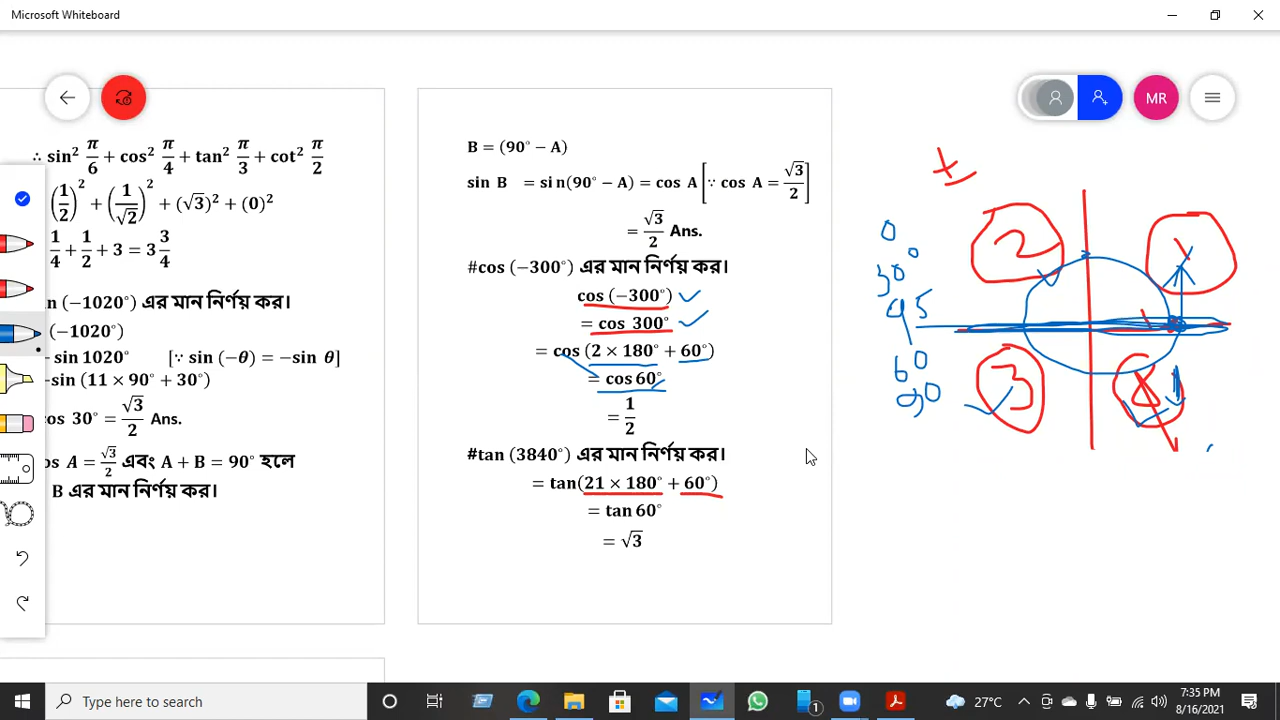 Microsoft Whiteboard
MR
∴ sin² π/6 + cos² π/4 + tan² π/3 + cot² π/2
(1/2)² + (1/√2)² + (√3)² + (0)²
1/4 + 1/2 + 3 = 3 3/4
n (−1020°) এর মান নির্ণয় কর।
(−1020°)
− sin 1020° [∵ sin (−θ) = −sin θ]
−sin (11 × 90° + 30°)
cos 30° = √3/2 Ans.
os A = √3/2 এবং A + B = 90° হলে
B এর মান নির্ণয় কর।
B = (90° − A)
sin B = sin(90° − A) = cos A [∵ cos A = √3/2]
= √3/2 Ans.
#cos (−300°) এর মান নির্ণয় কর।
cos (−300°)
= cos 300°
= cos (2 × 180° + 60°)
= cos 60°
= 1/2
#tan (3840°) এর মান নির্ণয় কর।
= tan(21 × 180° + 60°)
= tan 60°
= √3
0
30°
45
60
90
2
3
Type here to search
1
27°C
7:35 PM
8/16/2021